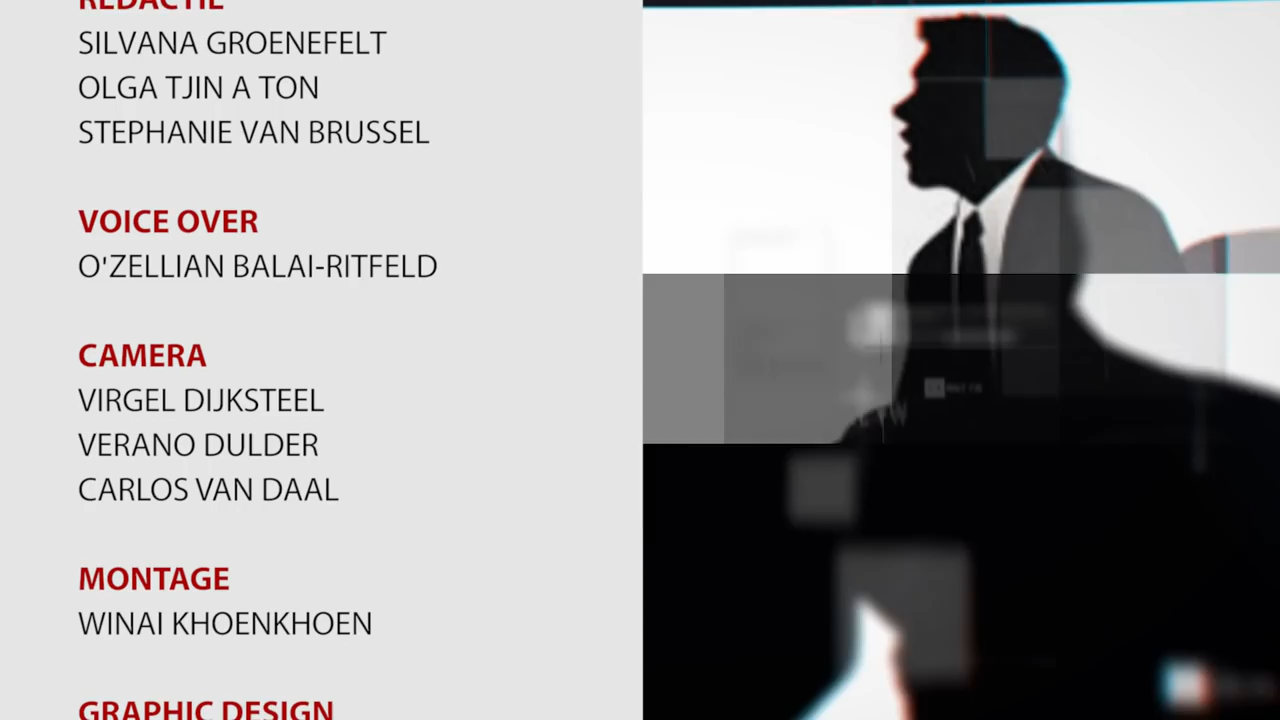 REDACTIE
SILVANA GROENEFELT
OLGA TJIN A TON
STEPHANIE VAN BRUSSEL
VOICE OVER
O'ZELLIAN BALAI-RITFELD
CAMERA
VIRGEL DIJKSTEEL
VERANO DULDER
CARLOS VAN DAAL
MONTAGE
WINAI KHOENKHOEN
GRAPHIC DESIGN